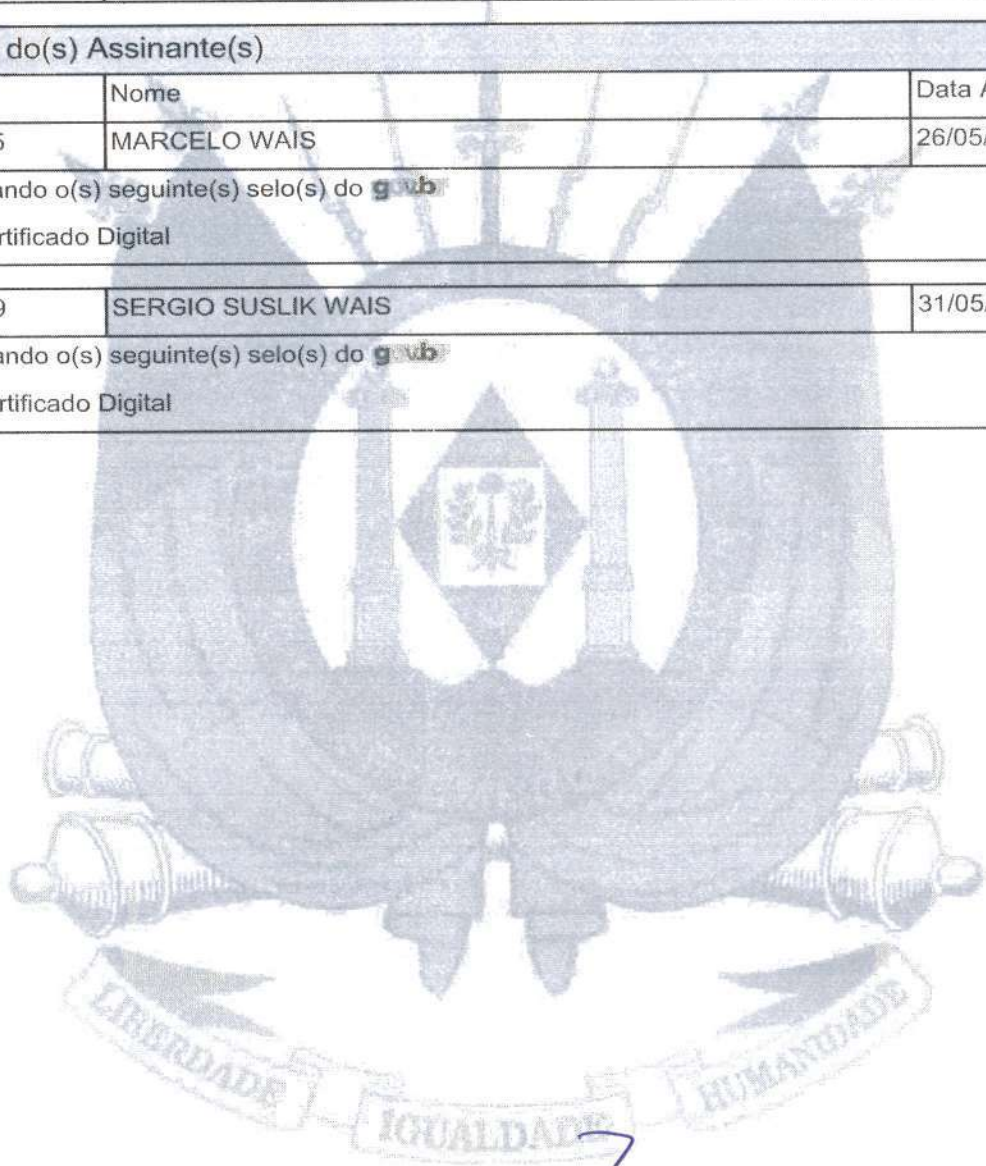 do(s) Assinante(s)
Nome Data A
MARCELO WAIS 26/05/
ando o(s) seguinte(s) selo(s) do
rtificado Digital
9 SERGIO SUSLIK WAIS 31/05/
ando o(s) seguinte(s) selo(s) do
rtificado Digital
LIBERDADE IGUALDADE HUMANIDADE